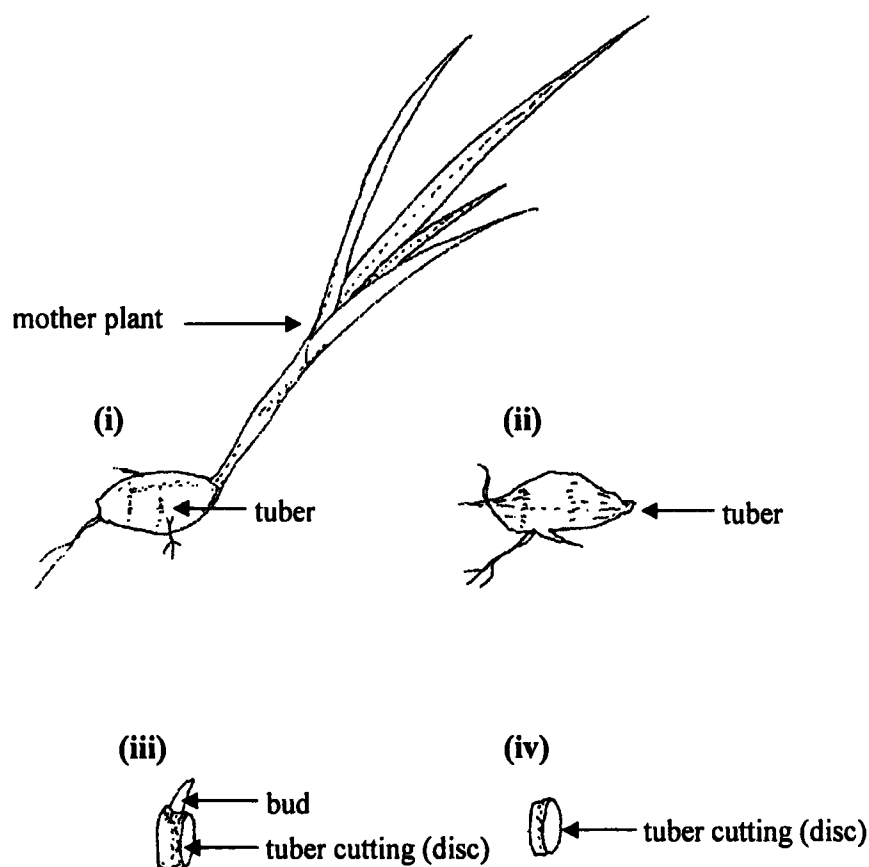 mother plant
(i)
(ii)
tuber
tuber
(iii)
(iv)
bud
tuber cutting (disc)
tuber cutting (disc)